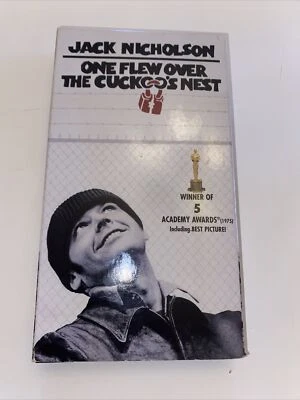 JACK NICHOLSON
ONE FLEW OVER
THE CUCKOO'S NEST
WINNER OF
5
ACADEMY AWARDS® (1975)
Including BEST PICTURE!